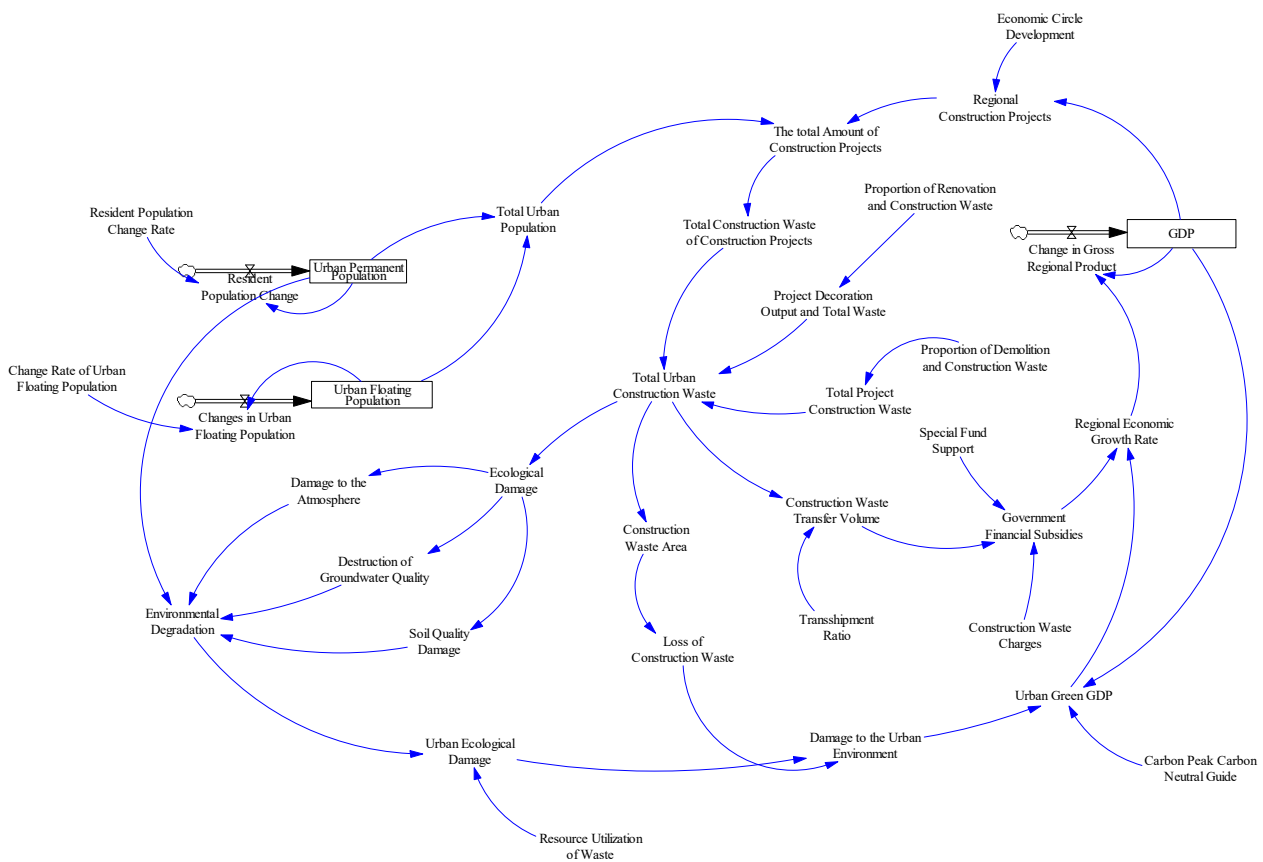 Economic Circle
Development
Regional
Construction Projects
The total Amount of
Construction Projects
Proportion of Renovation
and Construction Waste
Resident Population
Change Rate
Total Urban
Population
Total Construction Waste
of Construction Projects
GDP
Change in Gross
Regional Product
Urban Permanent
Population
Resident
Population Change
Project Decoration
Output and Total Waste
Proportion of Demolition
and Construction Waste
Change Rate of Urban
Floating Population
Urban Floating
Population
Total Urban
Construction Waste
Total Project
Construction Waste
Changes in Urban
Floating Population
Special Fund
Support
Regional Economic
Growth Rate
Ecological
Damage
Damage to the
Atmosphere
Construction Waste
Transfer Volume
Construction
Waste Area
Government
Financial Subsidies
Destruction of
Groundwater Quality
Environmental
Degradation
Soil Quality
Damage
Transshipment
Ratio
Construction Waste
Charges
Loss of
Construction Waste
Urban Green GDP
Urban Ecological
Damage
Damage to the Urban
Environment
Carbon Peak Carbon
Neutral Guide
Resource Utilization
of Waste